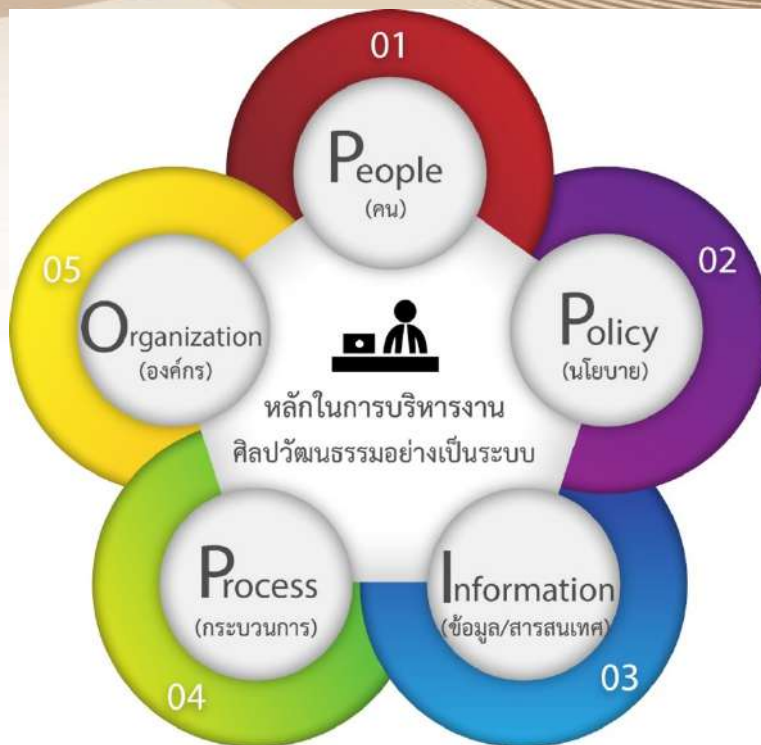 01
People
(คน)
02
Policy
(นโยบาย)
03
Information
(ข้อมูล/สารสนเทศ)
04
Process
(กระบวนการ)
05
Organization
(องค์กร)
หลักในการบริหารงาน
ศิลปวัฒนธรรมอย่างเป็นระบบ